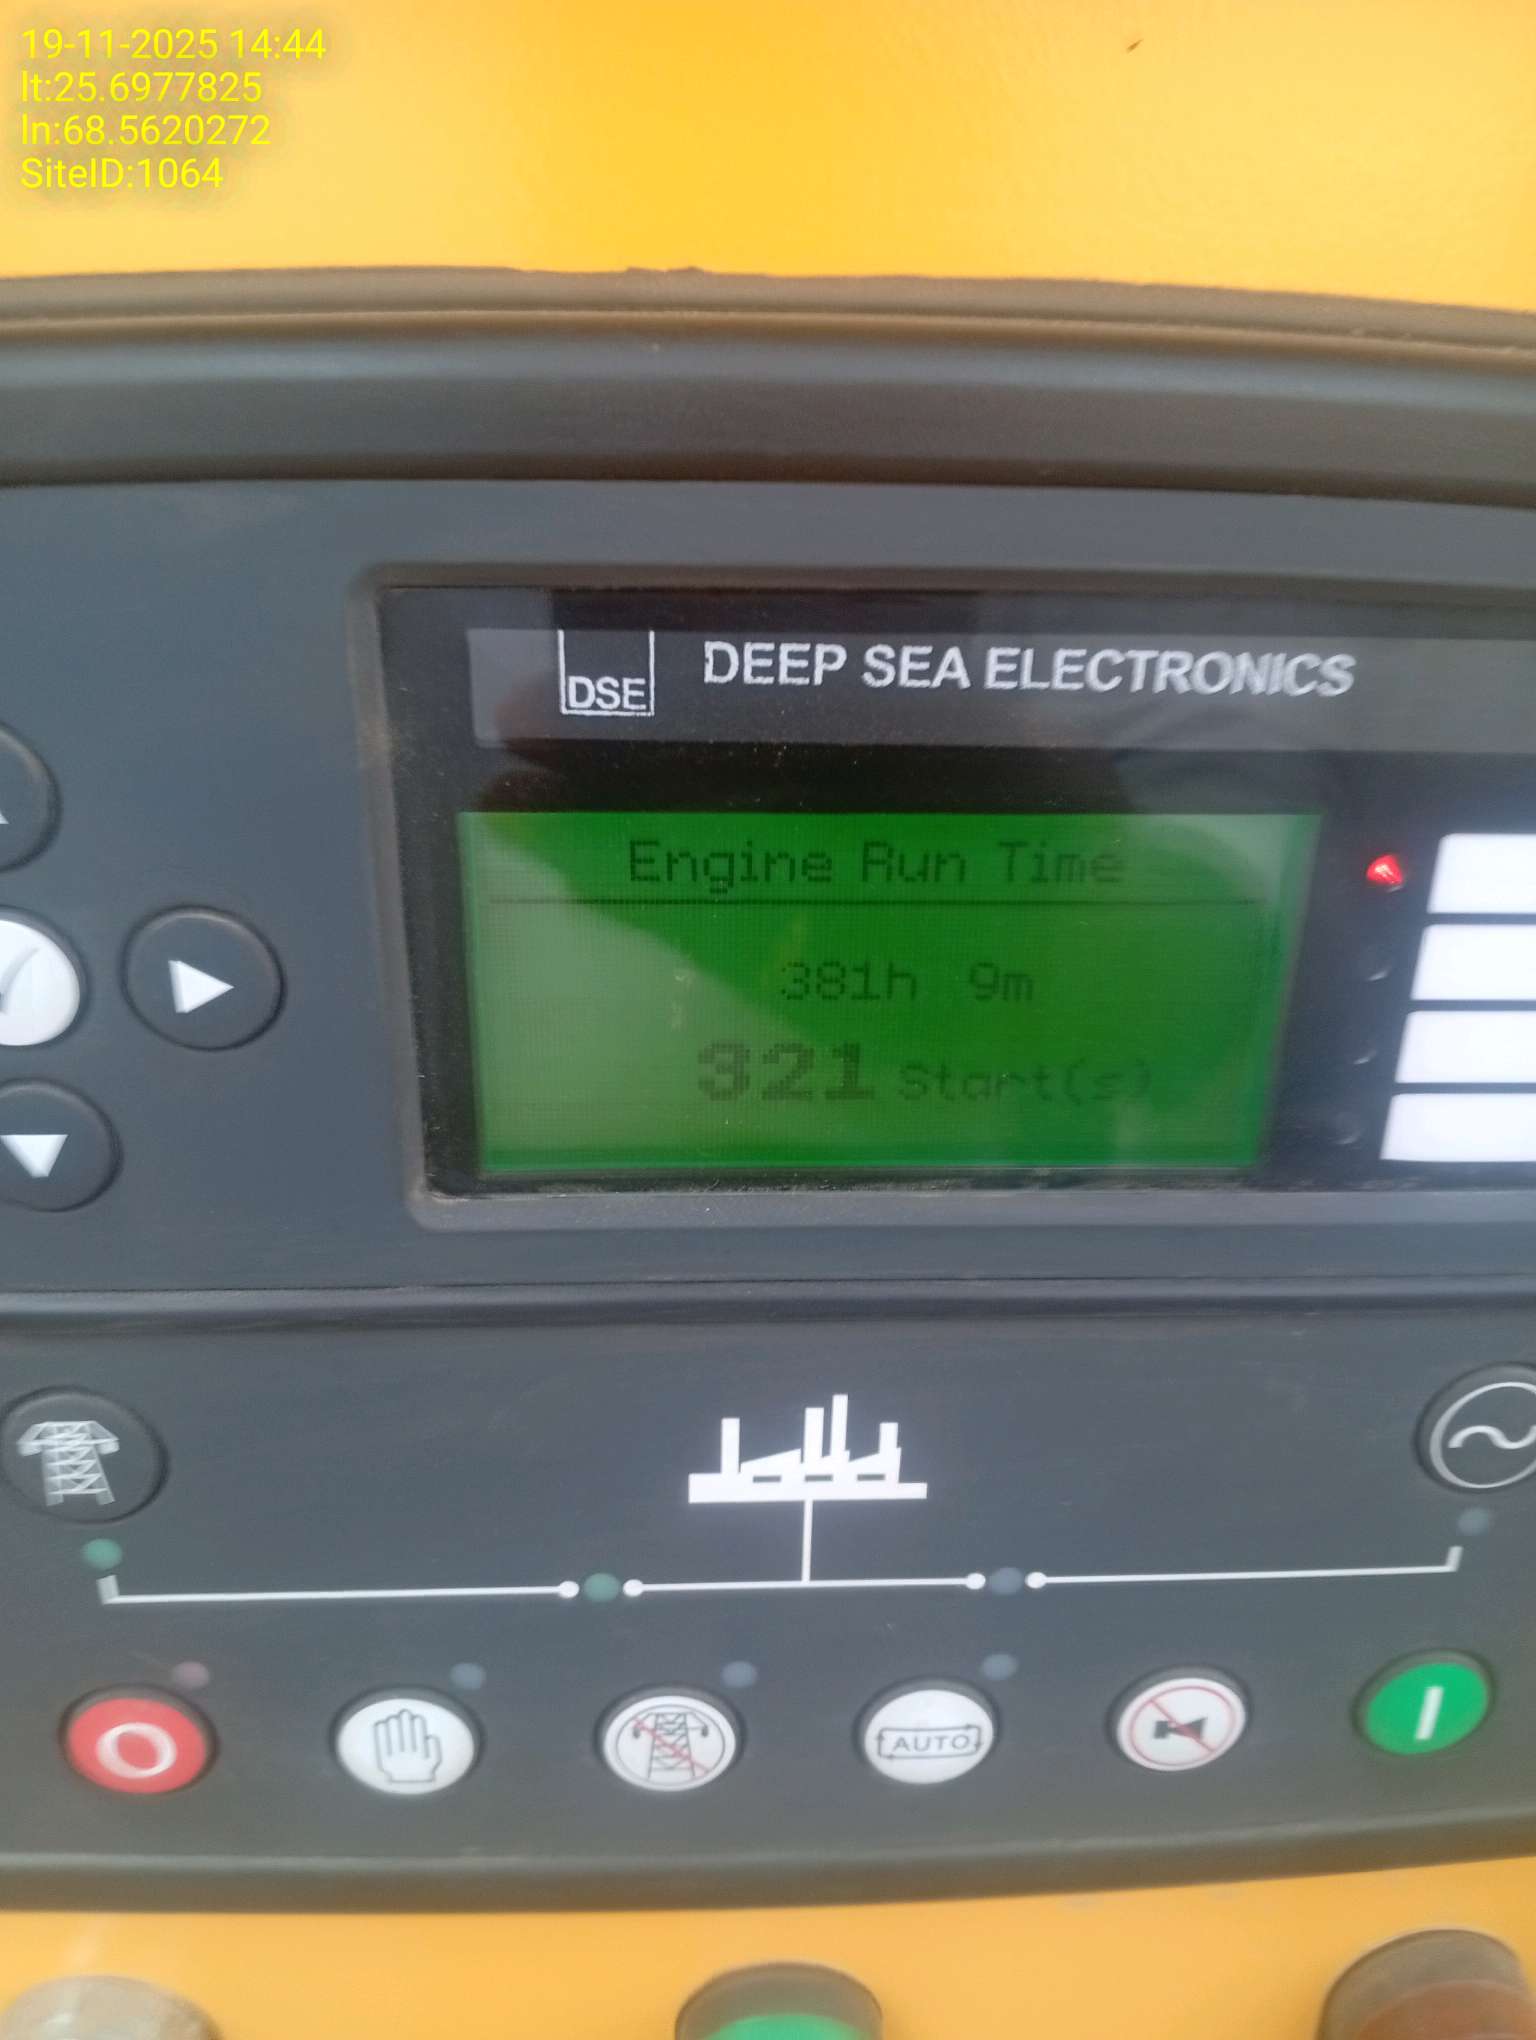 19-11-2025 14:44
lt:25.6977825
ln:68.5620272
SiteID:1064
DSE DEEP SEA ELECTRONICS
Engine Run Time
381h 9m
321 Start(s)
AUTO